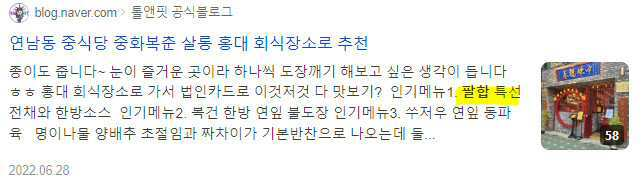 blog.naver.com › 톨앤핏 공식블로그
연남동 중식당 중화복춘 살롱 홍대 회식장소로 추천
종이도 줍니다~ 눈이 즐거운 곳이라 하나씩 도장깨기 해보고 싶은 생각이 듭니다
ㅎㅎ 홍대 회식장소로 가서 법인카드로 이것저것 다 맛보기? 인기메뉴1. 팔합 특선
전채와 한방소스 인기메뉴2. 복건 한방 연잎 불도장 인기메뉴3. 쑤저우 연잎 동파
육 명이나물 양배추 초절임과 짜차이가 기본반찬으로 나오는데 둘...
58
2022.06.28